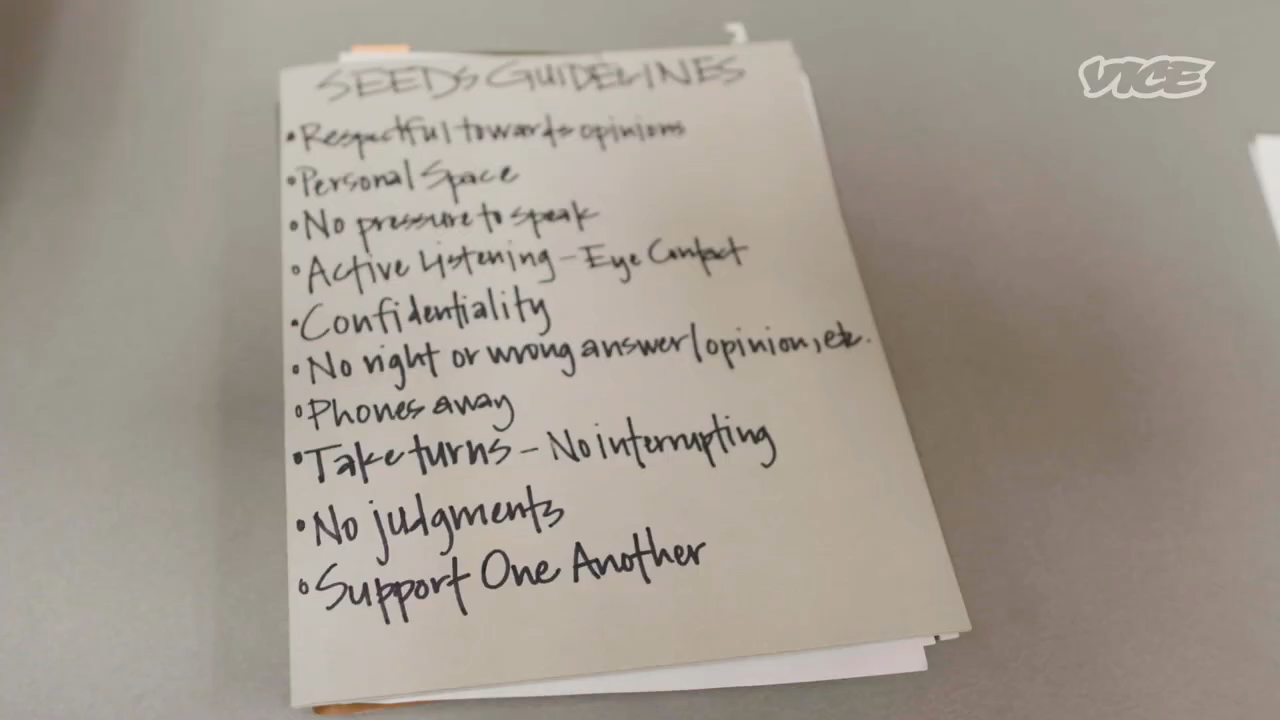 SEEDS GUIDELINES
• Respectful towards opinions
• Personal Space
• No pressure to speak
• Active Listening - Eye Contact
• Confidentiality
• No right or wrong answer/opinion, etc.
• Phones away
• Take turns - No interrupting
• No judgments
• Support One Another
VICE